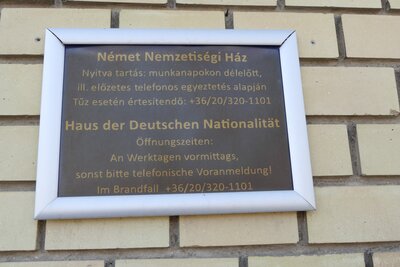 Német Nemzetiségi Ház
Nyitva tartás: munkanapokon délelőtt,
ill. előzetes telefonos egyeztetés alapján
Tűz esetén értesítendő: +36/20/320-1101
Haus der Deutschen Nationalität
Öffnungszeiten:
An Werktagen vormittags,
sonst bitte telefonische Voranmeldung!
Im Brandfall +36/20/320-1101